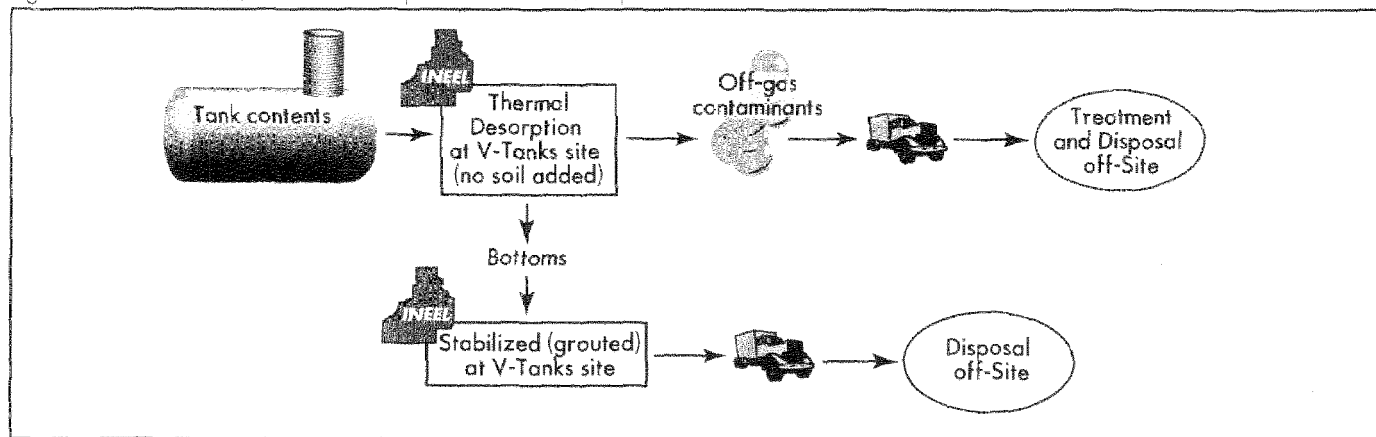 INEEL
Tank contents
Thermal
Desorption
at V-Tanks site
(no soil added)
Off-gas
contaminants
Treatment
and Disposal
off-Site
Bottoms
INEEL
Stabilized (grouted)
at V-Tanks site
Disposal
off-Site